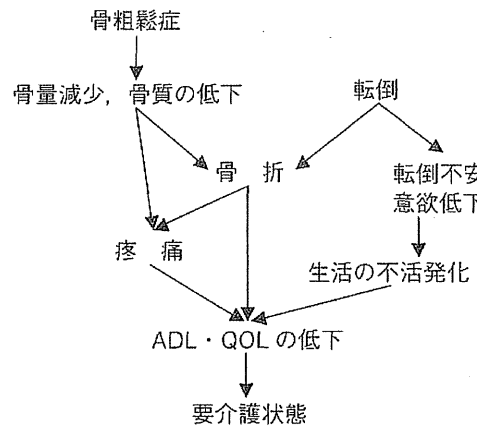 骨粗鬆症
骨量減少，骨質の低下
転倒
骨　折
転倒不安
意欲低下
疼　痛
生活の不活発化
ADL・QOL の低下
要介護状態